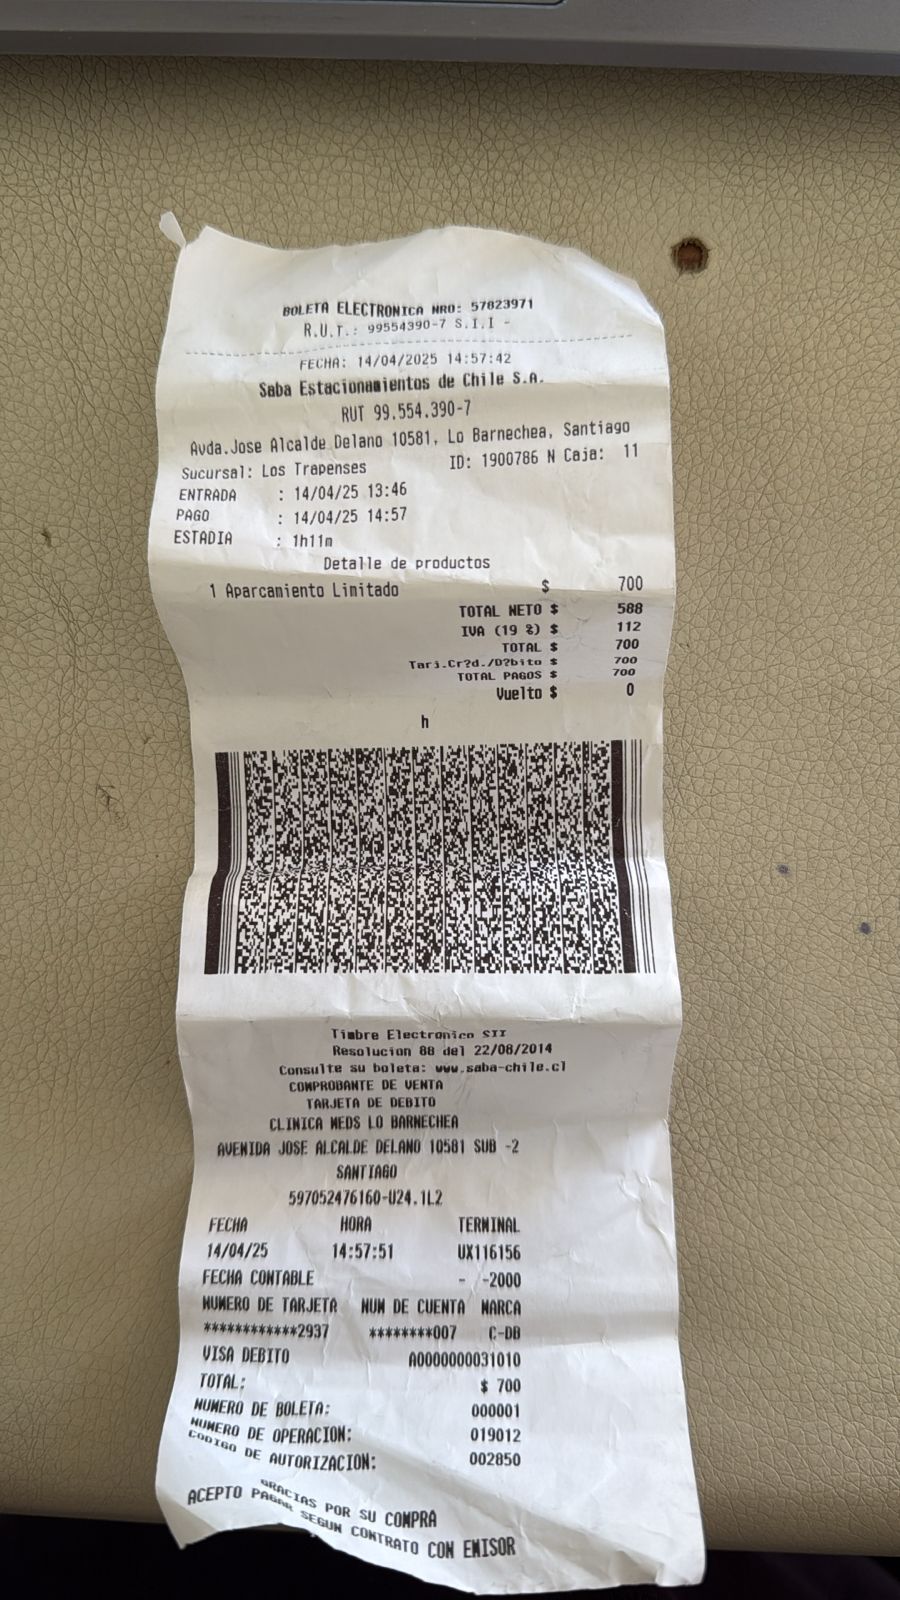 BOLETA ELECTRONICA NRO: 57823971
R.U.T.: 99554390-7 S.I.I -
FECHA: 14/04/2025 14:57:42
Saba Estacionamientos de Chile S.A.
RUT 99.554.390-7
Avda.Jose Alcalde Delano 10581, Lo Barnechea, Santiago
Sucursal: Los Trapenses ID: 1900786 N Caja: 11
ENTRADA : 14/04/25 13:46
PAGO : 14/04/25 14:57
ESTADIA : 1h11m
Detalle de productos
1 Aparcamiento Limitado $ 700
TOTAL NETO $ 588
IVA (19 %) $ 112
TOTAL $ 700
Tarj.Cr?d./D?bito $ 700
TOTAL PAGOS $ 700
Vuelto $ 0
h
Timbre Electronico SII
Resolucion 88 del 22/08/2014
Consulte su boleta: www.saba-chile.cl
COMPROBANTE DE VENTA
TARJETA DE DEBITO
CLINICA MEDS LO BARNECHEA
AVENIDA JOSE ALCALDE DELANO 10581 SUB -2
SANTIAGO
597052476160-U24.1L2
FECHA HORA TERMINAL
14/04/25 14:57:51 UX116156
FECHA CONTABLE - -2000
NUMERO DE TARJETA NUM DE CUENTA MARCA
************2937 ********007 C-DB
VISA DEBITO A0000000031010
TOTAL: $ 700
NUMERO DE BOLETA: 000001
NUMERO DE OPERACION: 019012
CODIGO DE AUTORIZACION: 002850
GRACIAS POR SU COMPRA
ACEPTO PAGAR SEGUN CONTRATO CON EMISOR